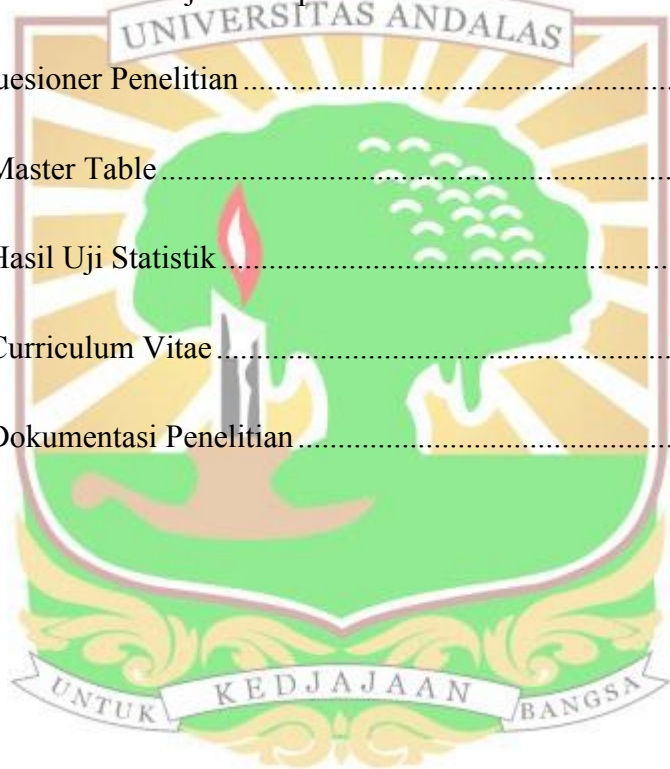 UNIVERSITAS ANDALAS
uesioner Penelitian ........................................................
Master Table ...................................................................
Hasil Uji Statistik ...........................................................
Curriculum Vitae ...........................................................
Dokumentasi Penelitian ................................................
UNTUK KEDJAJAAN BANGSA